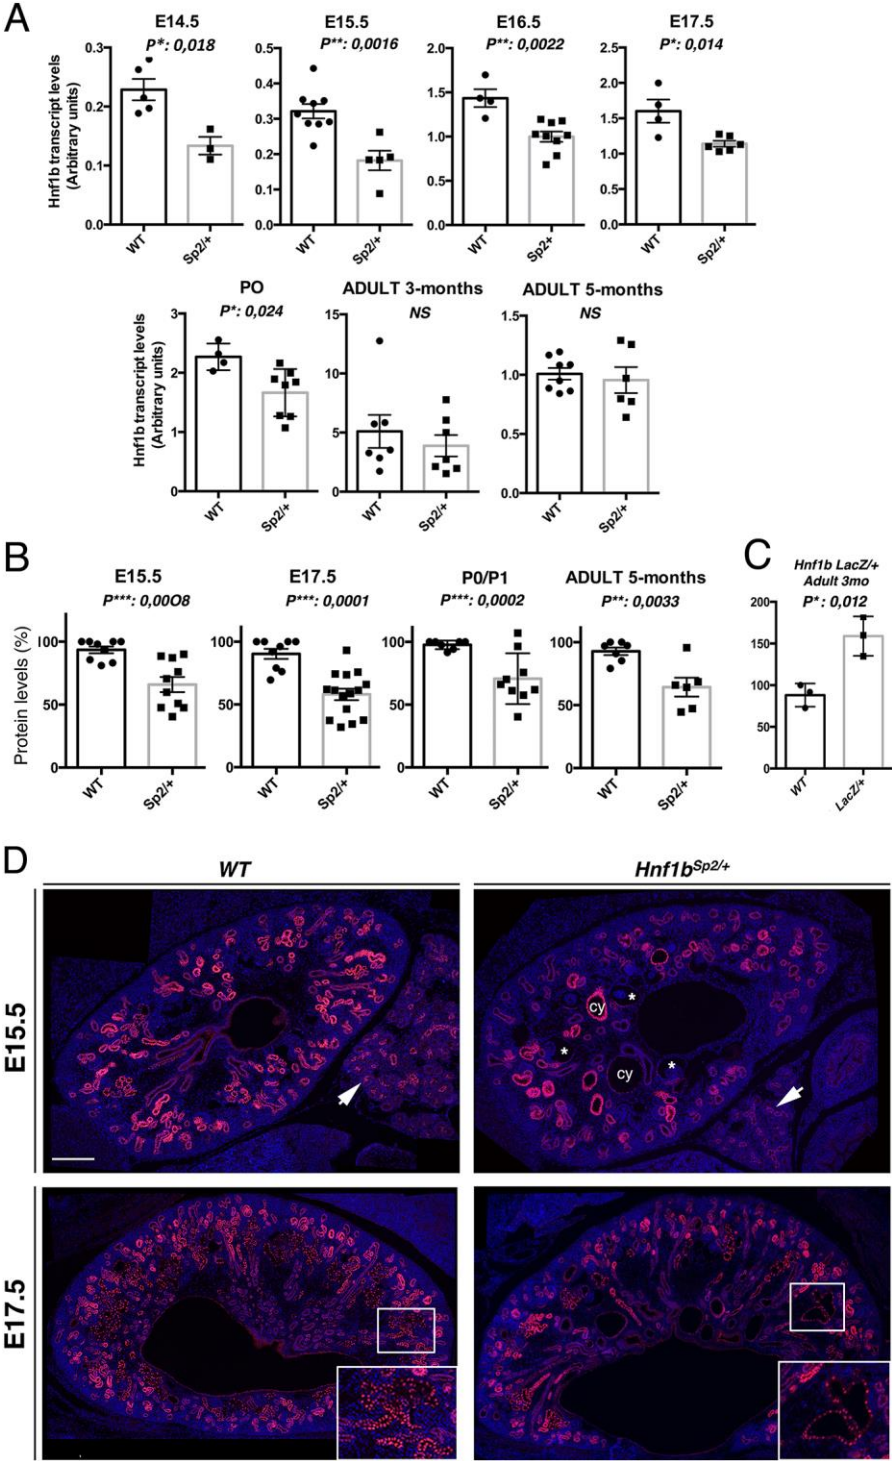 A
E14.5 E15.5 E16.5 E17.5
P*: 0,018 P**: 0,0016 P**: 0,0022 P*: 0,014
Hnf1b transcript levels
(Arbitrary units)
0.3 0.5 2.0 2.5
0.4 2.0
0.2 0.3 1.5 1.5
0.2 1.0 1.0
0.1 0.1 0.5 0.5
0.0 0.0 0.0 0.0
WT Sp2/+ WT Sp2/+ WT Sp2+ WT Sp2/+
PO ADULT 3-months ADULT 5-months
P*: 0,024 NS NS
Hnf1b transcript levels
(Arbitrary units)
3 15 1.5
2 10 1.0
1 5 0.5
0 0 0.0
WT Sp2/+ WT Sp2/+ WT Sp2/+
B
E15.5 E17.5 P0/P1 ADULT 5-months
P***: 0,00O8 P***: 0,0001 P***: 0,0002 P**: 0,0033
Protein levels (%)
100 100 100 100
50 50 50 50
0 0 0 0
WT Sp2/+ WT Sp2/+ WT Sp2/+ WT Sp2/+
C
Hnf1b LacZ/+
Adult 3mo
P*: 0,012
200
150
100
50
0
WT LacZ/+
D
WT Hnf1bSp2/+
E15.5
cy *
* *
cy
E17.5